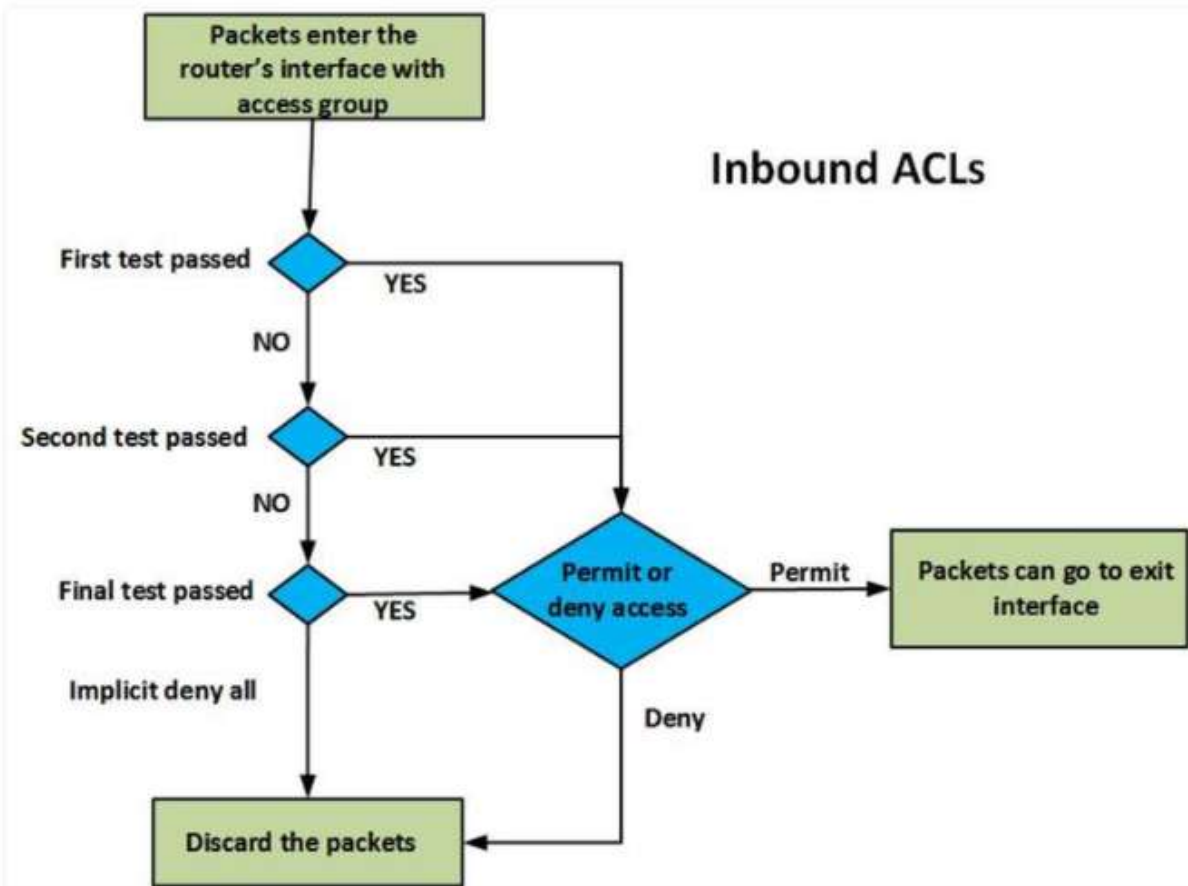 Packets enter the
router's interface with
access group
Inbound ACLs
First test passed
YES
NO
Second test passed
YES
NO
Final test passed
YES
Permit or
deny access
Permit
Packets can go to exit
interface
Implicit deny all
Deny
Discard the packets